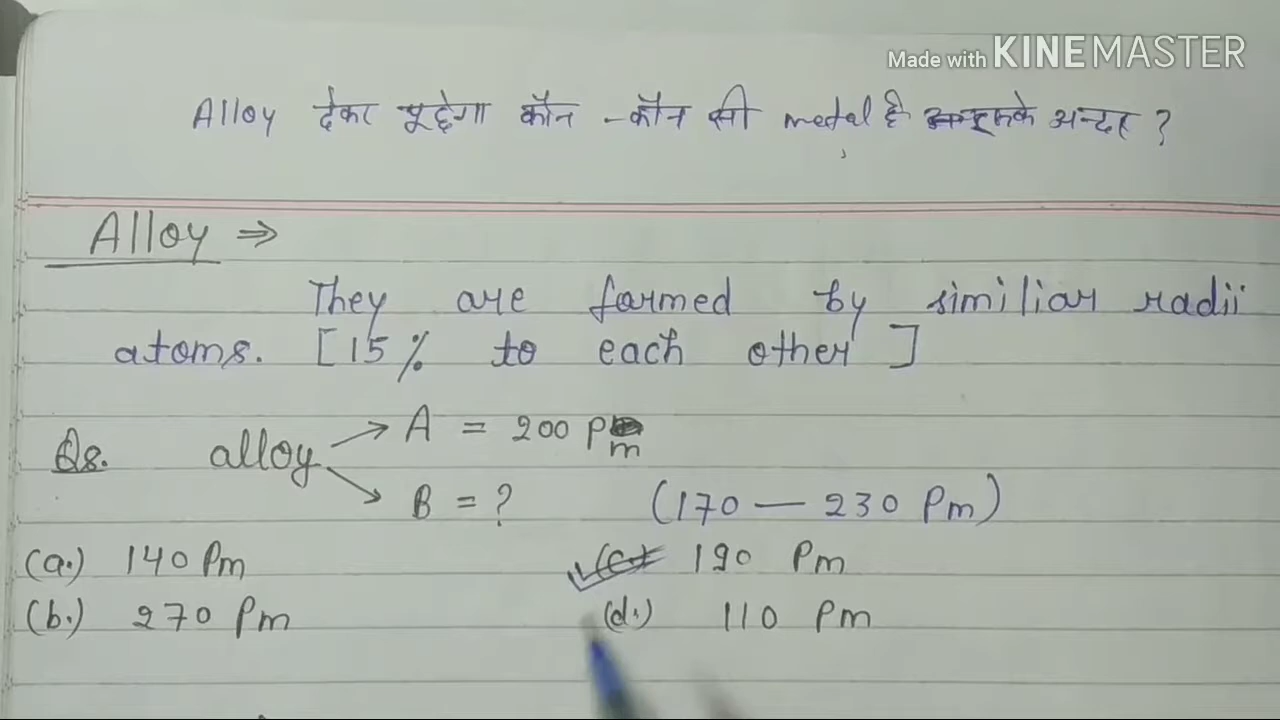 Made with KINEMASTER
Alloy देकर पूछेगा कौन - कौन सी metal है इसके अन्दर ?
Alloy ⇒
They are formed by similiar radii
atoms. [15% to each other]
Qs. alloy → A = 200 Pm
→ B = ? (170 — 230 Pm)
(a.) 140 Pm (c.) 190 Pm
(b.) 270 Pm (d.) 110 Pm